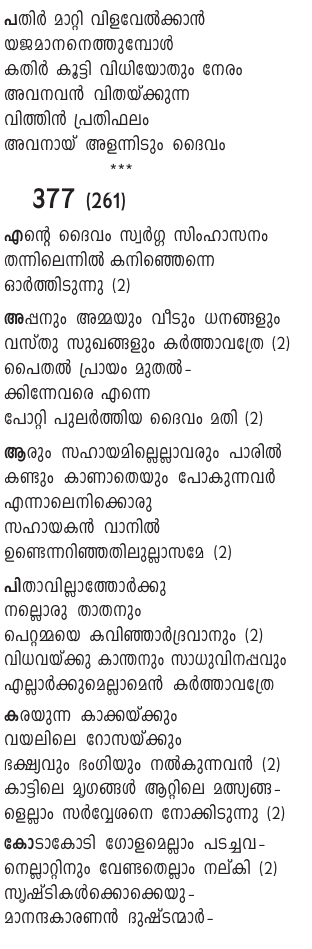 പതിർ മാറ്റി വിളവേൽക്കാൻ
യജമാനനെത്തുമ്പോൾ
കതിർ കൂട്ടി വിധിയോതും നേരം
അവനവൻ വിതയ്ക്കുന്ന
വിത്തിൻ പ്രതിഫലം
അവനായ് അളന്നിടും ദൈവം
***
377 (261)
എന്റെ ദൈവം സ്വർഗ്ഗ സിംഹാസനം
തന്നിലെന്നിൽ കനിഞ്ഞെന്നെ
ഓർത്തിടുന്നു (2)
അപ്പനും അമ്മയും വീടും ധനങ്ങളും
വസ്തു സുഖങ്ങളും കർത്താവത്രേ (2)
പൈതൽ പ്രായം മുതൽ-
ക്കിന്നേവരെ എന്നെ
പോറ്റി പുലർത്തിയ ദൈവം മതി (2)
ആരും സഹായമില്ലെല്ലാവരും പാരിൽ
കണ്ടും കാണാതെയും പോകുന്നവർ
എന്നാലെനിക്കൊരു
സഹായകൻ വാനിൽ
ഉണ്ടെന്നറിഞ്ഞതിലുല്ലാസമേ (2)
പിതാവില്ലാത്തോർക്കു
നല്ലൊരു താതനും
പെറ്റമ്മയെ കവിഞ്ഞാർദ്രവാനും (2)
വിധവയ്ക്കു കാന്തനും സാധുവിനപ്പവും
എല്ലാർക്കുമെല്ലാമെൻ കർത്താവത്രേ
കരയുന്ന കാക്കയ്ക്കും
വയലിലെ റോസയ്ക്കും
ഭക്ഷ്യവും ഭംഗിയും നൽകുന്നവൻ (2)
കാട്ടിലെ മൃഗങ്ങൾ ആറ്റിലെ മത്സ്യങ്ങ-
ളെല്ലാം സർവ്വേശനെ നോക്കിടുന്നു (2)
കോടാകോടി ഗോളമെല്ലാം പടച്ചവ-
നെല്ലാറ്റിനും വേണ്ടതെല്ലാം നല്കി (2)
സൃഷ്ടികൾക്കൊക്കെയു-
മാനന്ദകാരണൻ ദുഷ്ടന്മാർ-